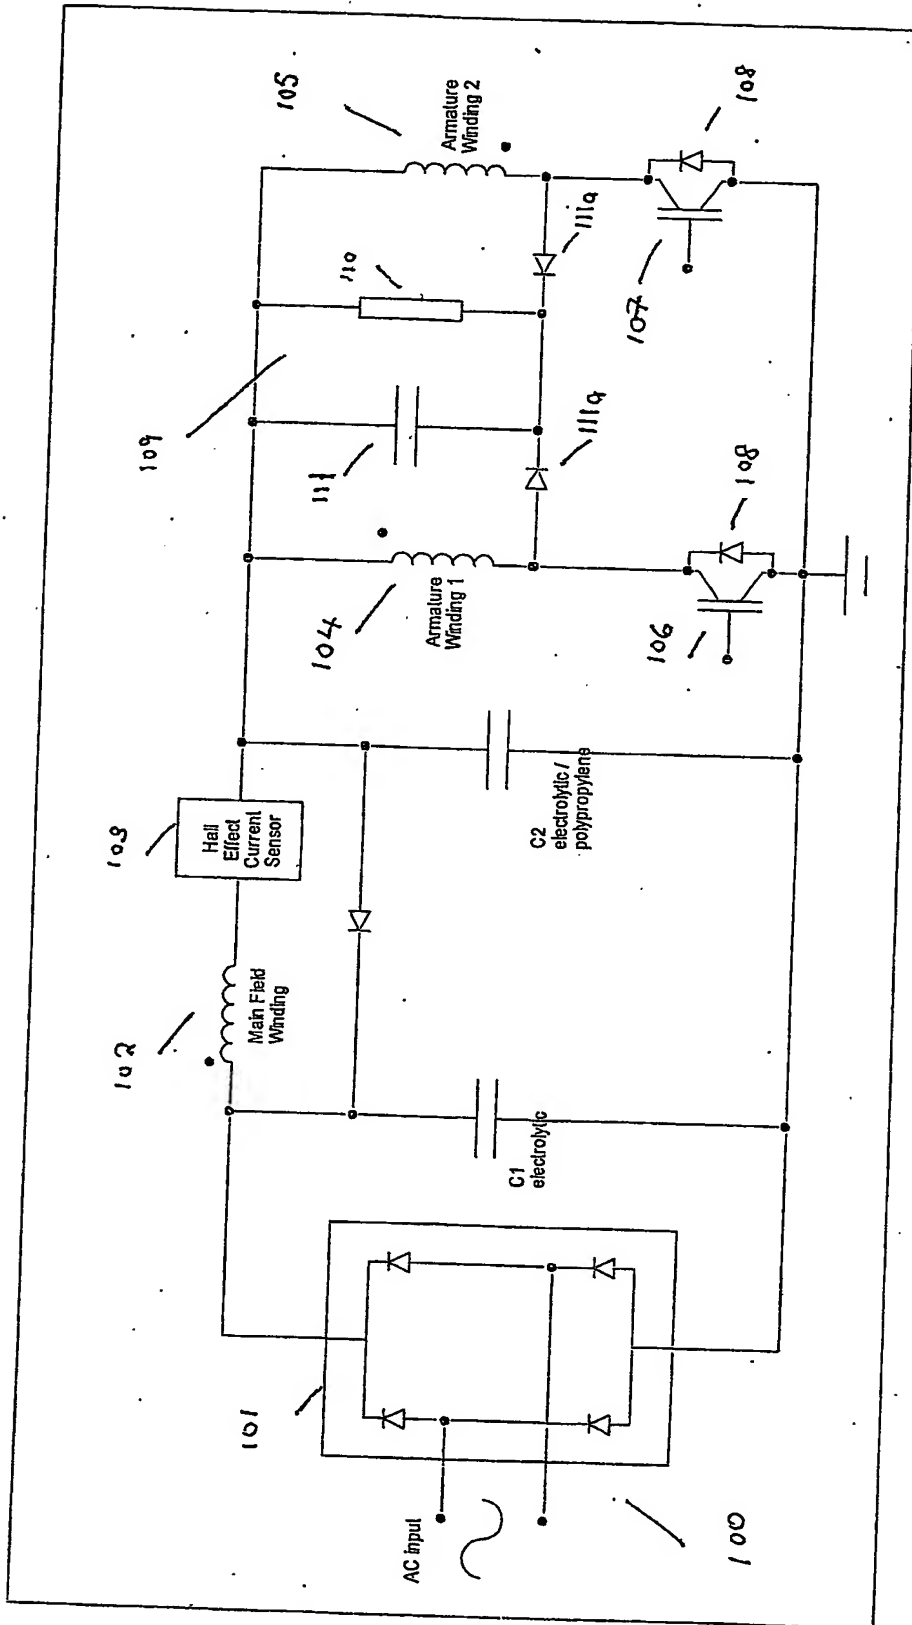 105
Armature
Winding 2
108
110
111a
107
109
111
111a
108
104
Armature
Winding 1
106
103
Hall
Effect
Current
Sensor
C2
electrolytic /
polypropylene
102
Main Field
Winding
C1
electrolytic
101
AC input
100